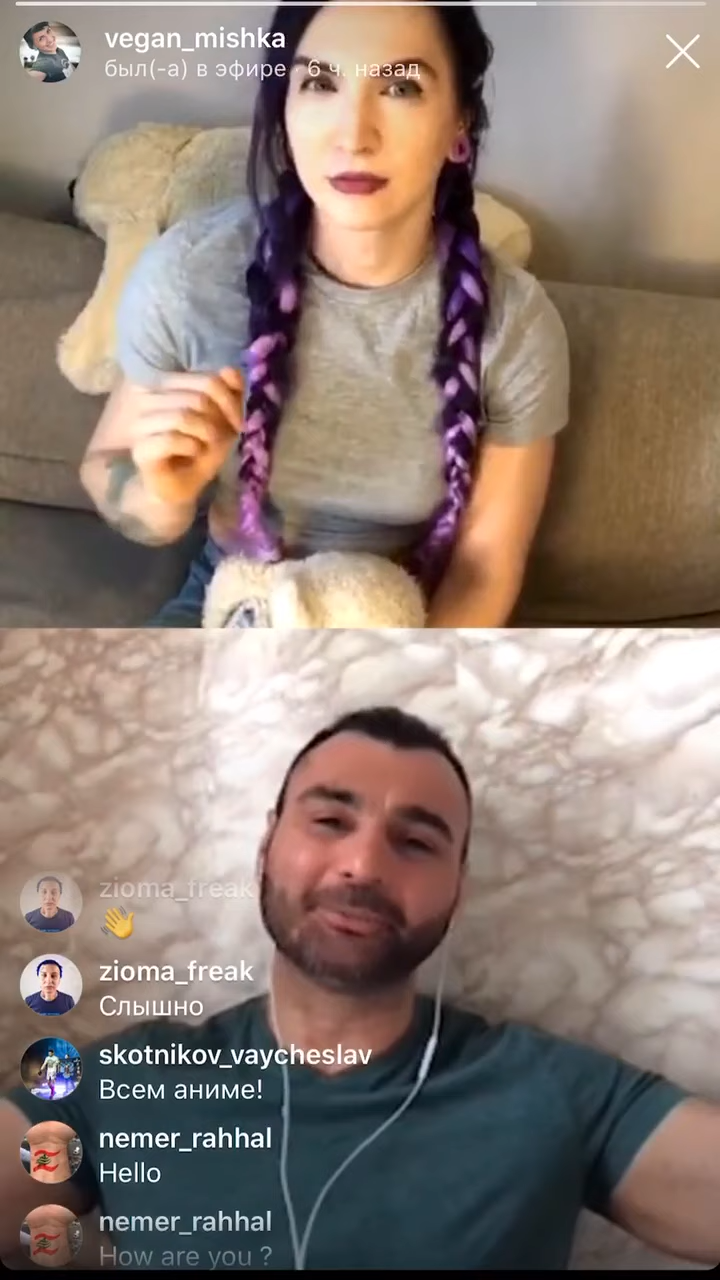 vegan_mishka
был(-а) в эфире · 6 ч. назад
zioma_freak
👋
zioma_freak
Слышно
skotnikov_vaycheslav
Всем аниме!
nemer_rahhal
Hello
nemer_rahhal
How are you ?